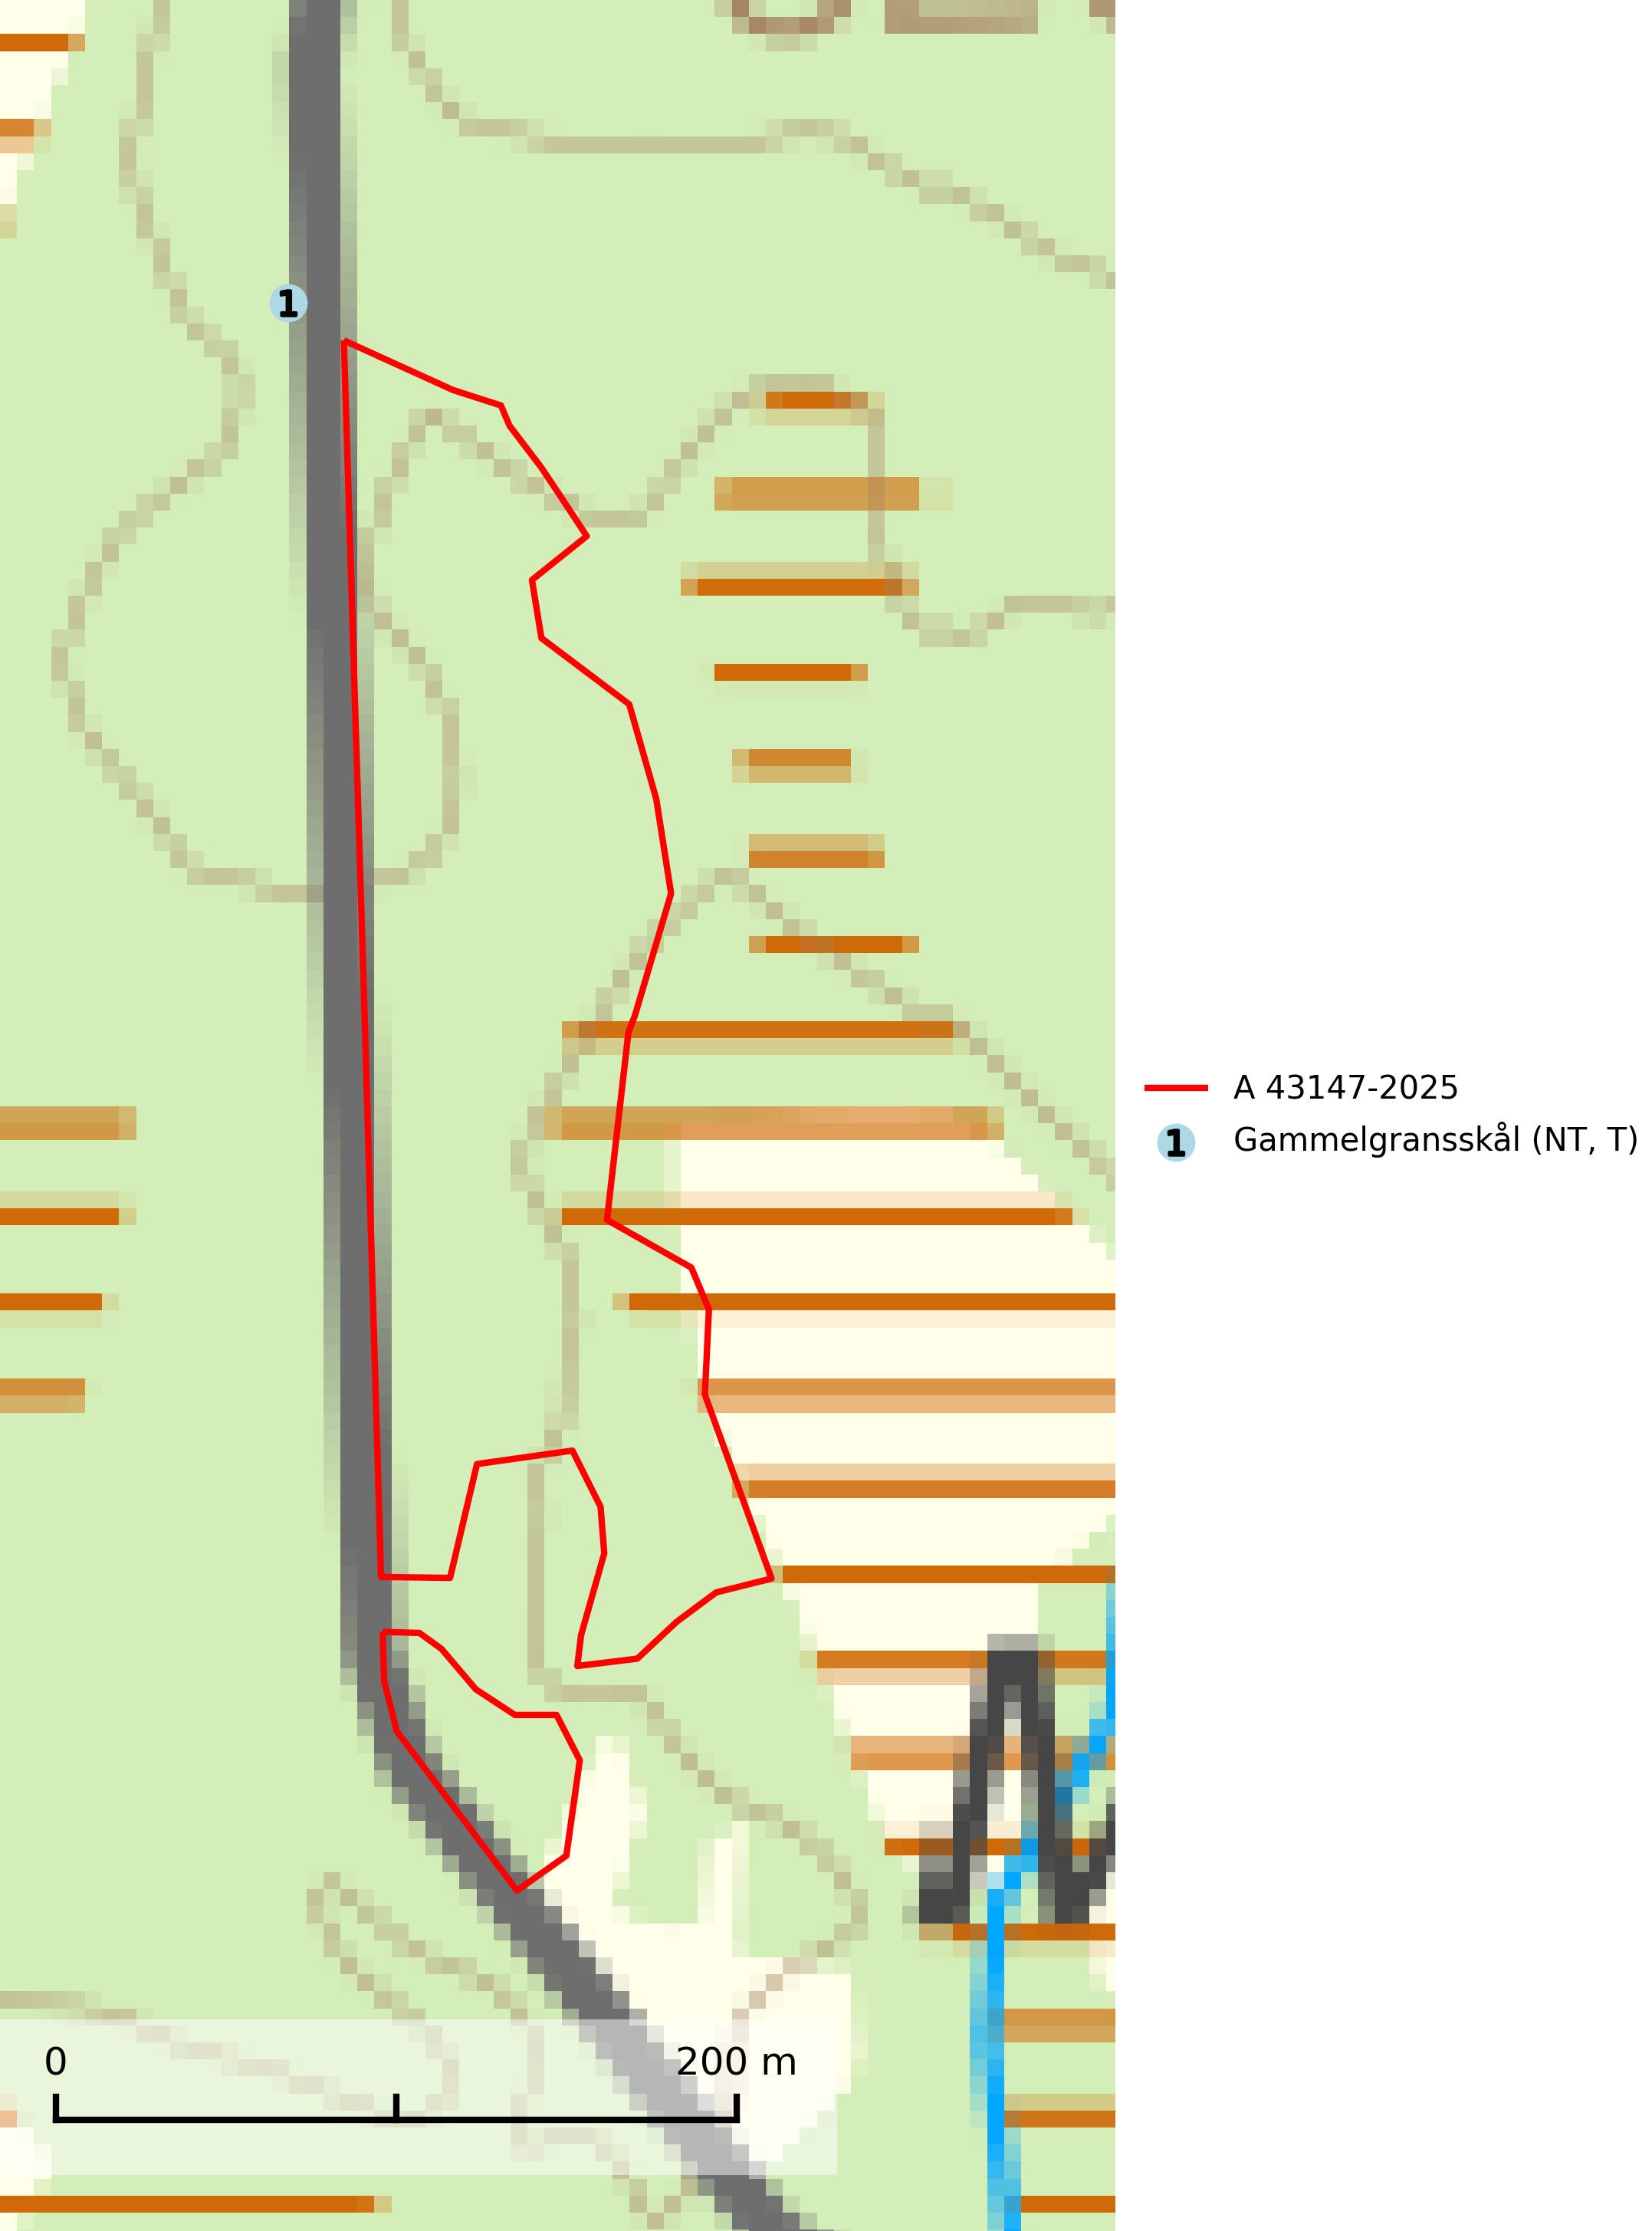 1
A 43147-2025
1 Gammelgransskål (NT, T)
0 200 m